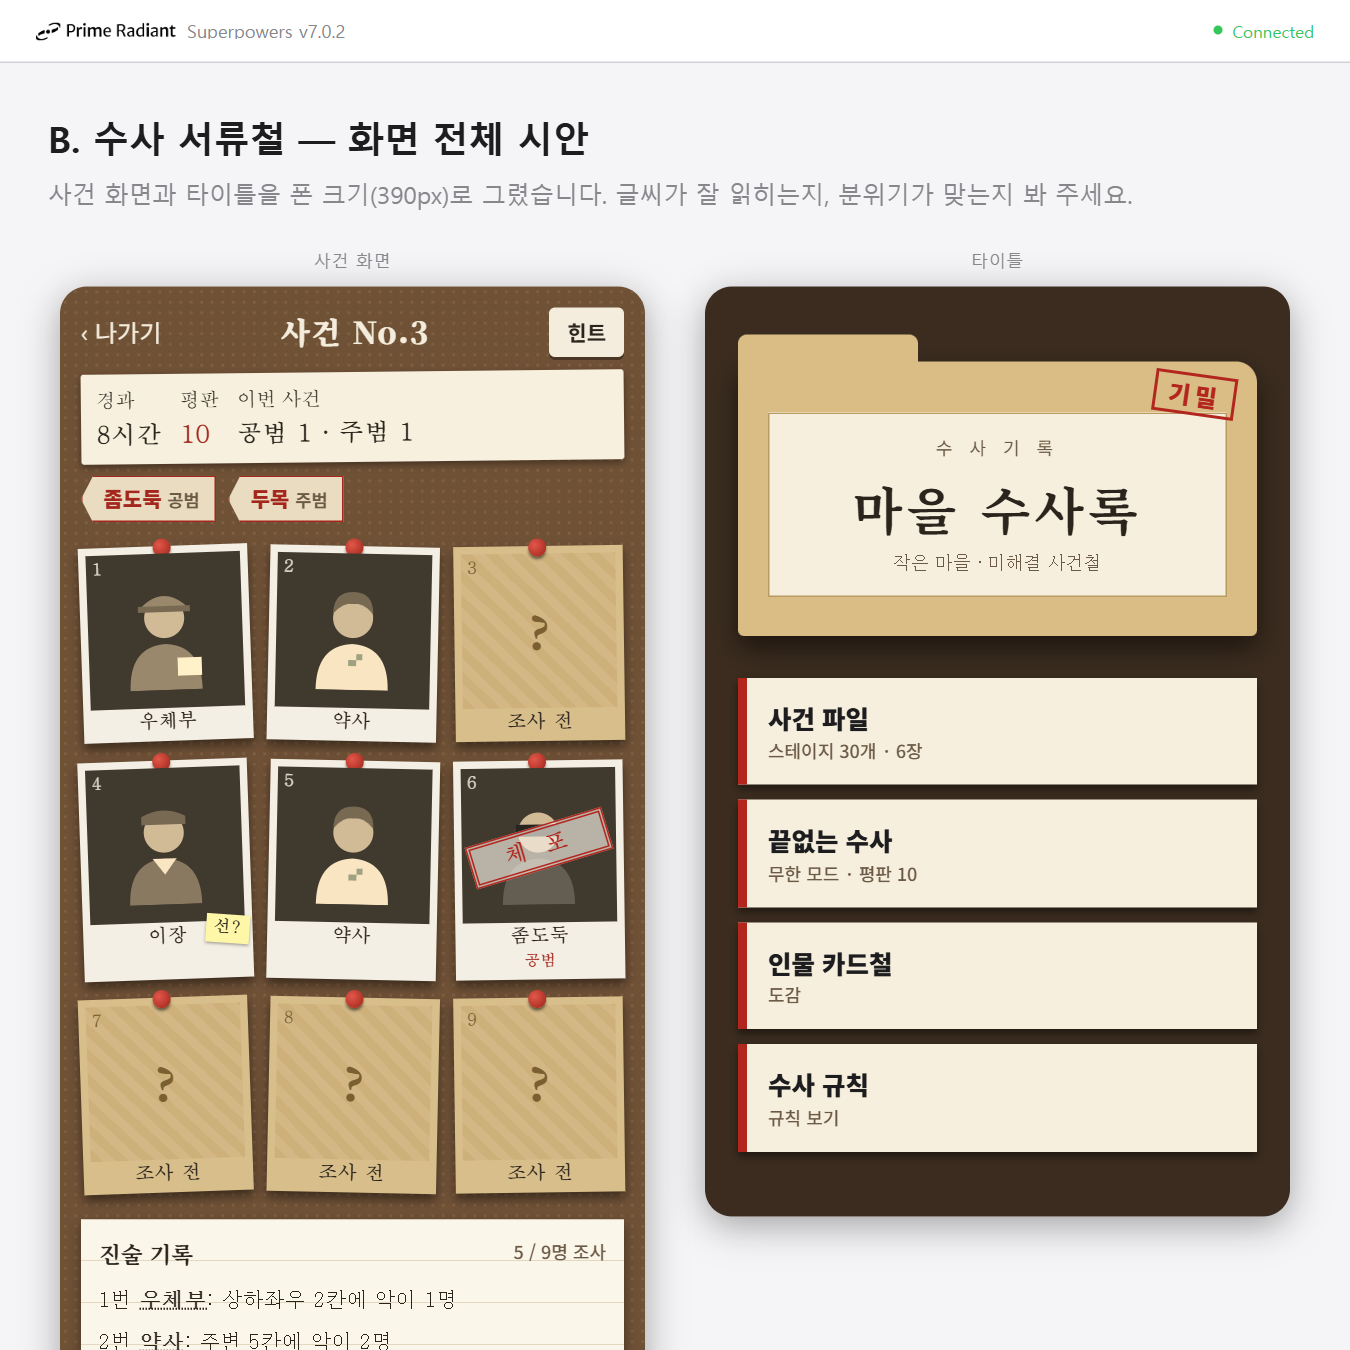 Prime Radiant Superpowers v7.0.2
Connected
B. 수사 서류철 — 화면 전체 시안
사건 화면과 타이틀을 폰 크기(390px)로 그렸습니다. 글씨가 잘 읽히는지, 분위기가 맞는지 봐 주세요.
사건 화면
‹ 나가기
사건 No.3
힌트
경과 평판 이번 사건
8시간 10 공범 1 · 주범 1
좀도둑 공범
두목 주범
1
우체부
2
약사
3
?
조사 전
4
이장
선?
5
약사
6
체 포
좀도둑
공범
7
?
조사 전
8
?
조사 전
9
?
조사 전
진술 기록
5 / 9명 조사
1번 우체부: 상하좌우 2칸에 악이 1명
2번 약사: 주변 5칸에 악이 2명
타이틀
기밀
수 사 기 록
마을 수사록
작은 마을 · 미해결 사건철
사건 파일
스테이지 30개 · 6장
끝없는 수사
무한 모드 · 평판 10
인물 카드철
도감
수사 규칙
규칙 보기